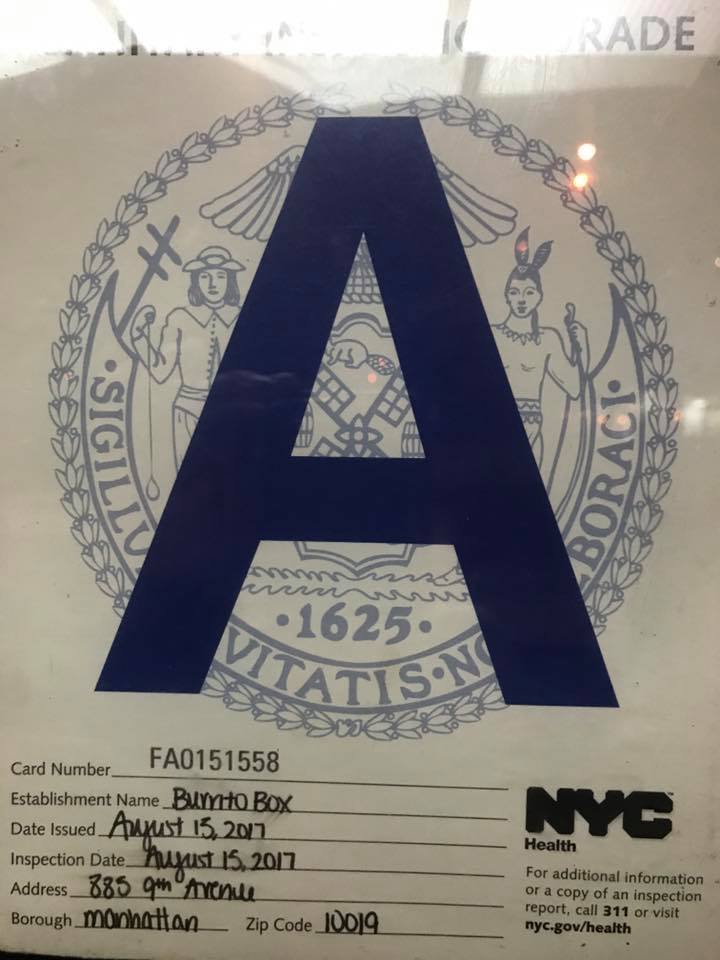 GRADE
A
· SIGILLU
BORACI ·
· 1625 ·
VITATIS · NO
Card Number FA0151558
Establishment Name Burrito Box
Date Issued August 15, 2017
Inspection Date August 15, 2017
Address 885 9th Avenue
Borough manhattan Zip Code 10019
NYC
Health
For additional information
or a copy of an inspection
report, call 311 or visit
nyc.gov/health